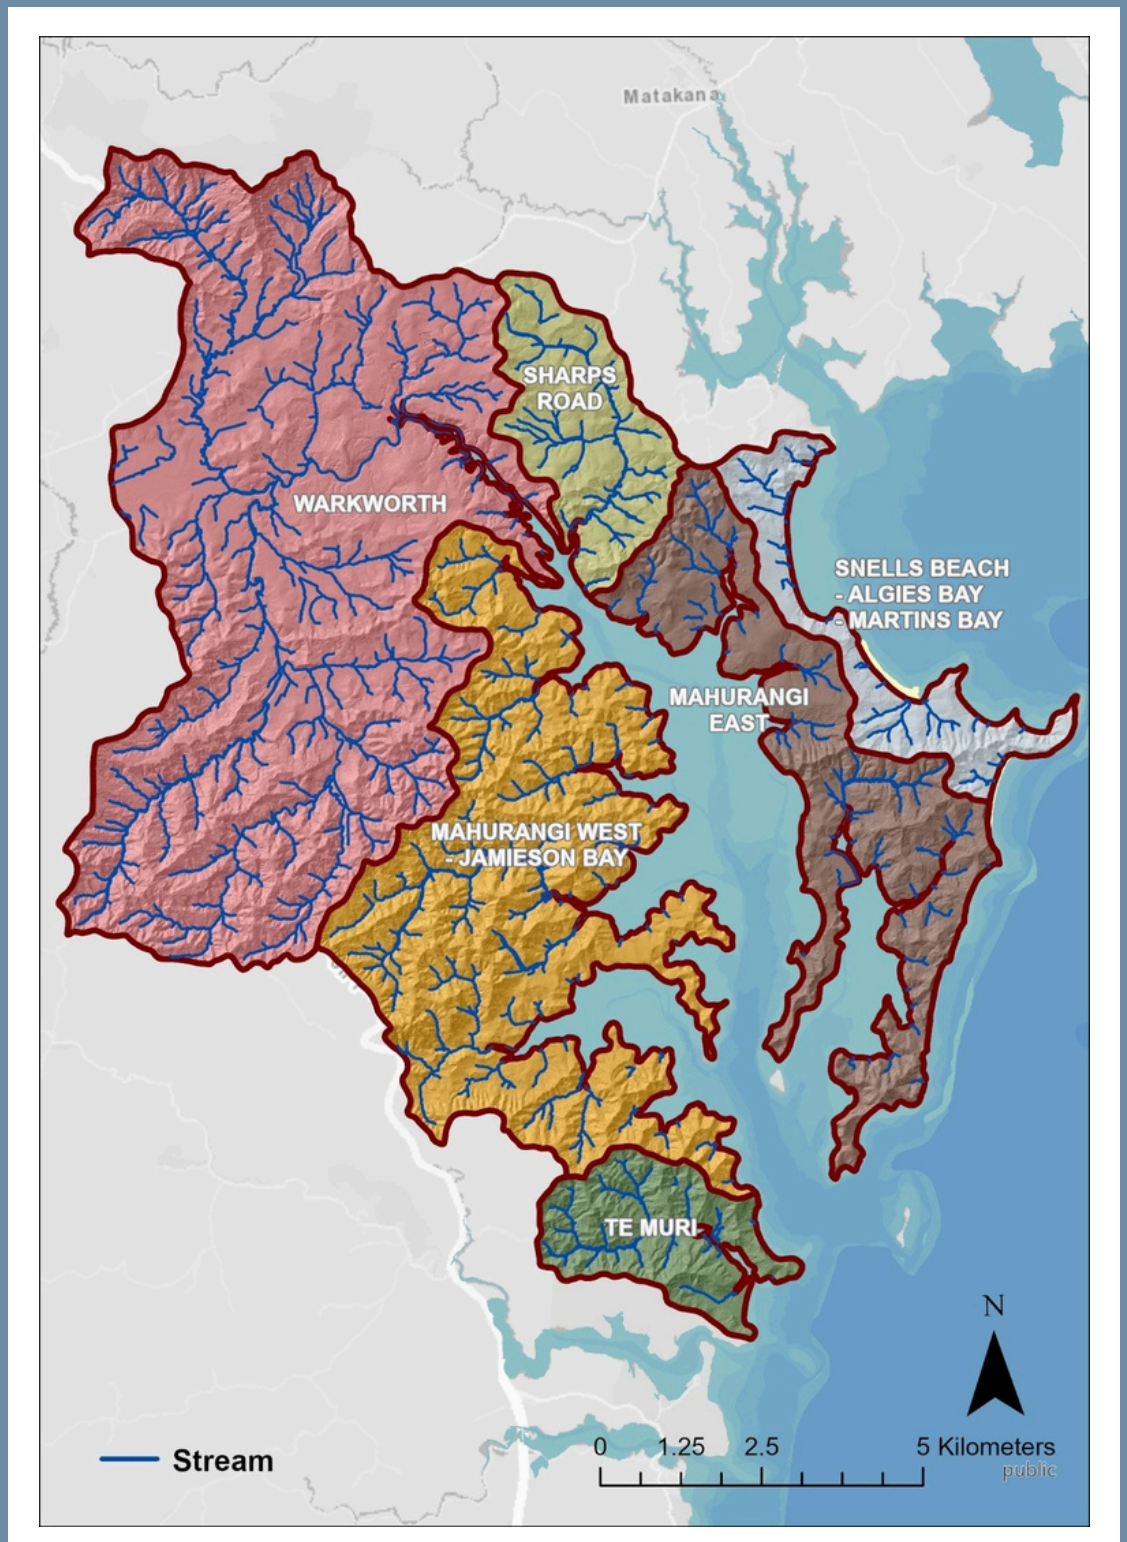 Matakana
SHARPS
ROAD
WARKWORTH
SNELLS BEACH
- ALGIES BAY
- MARTINS BAY
MAHURANGI
EAST
MAHURANGI WEST
- JAMIESON BAY
TE MURI
N
Stream
0 1.25 2.5 5 Kilometers
public